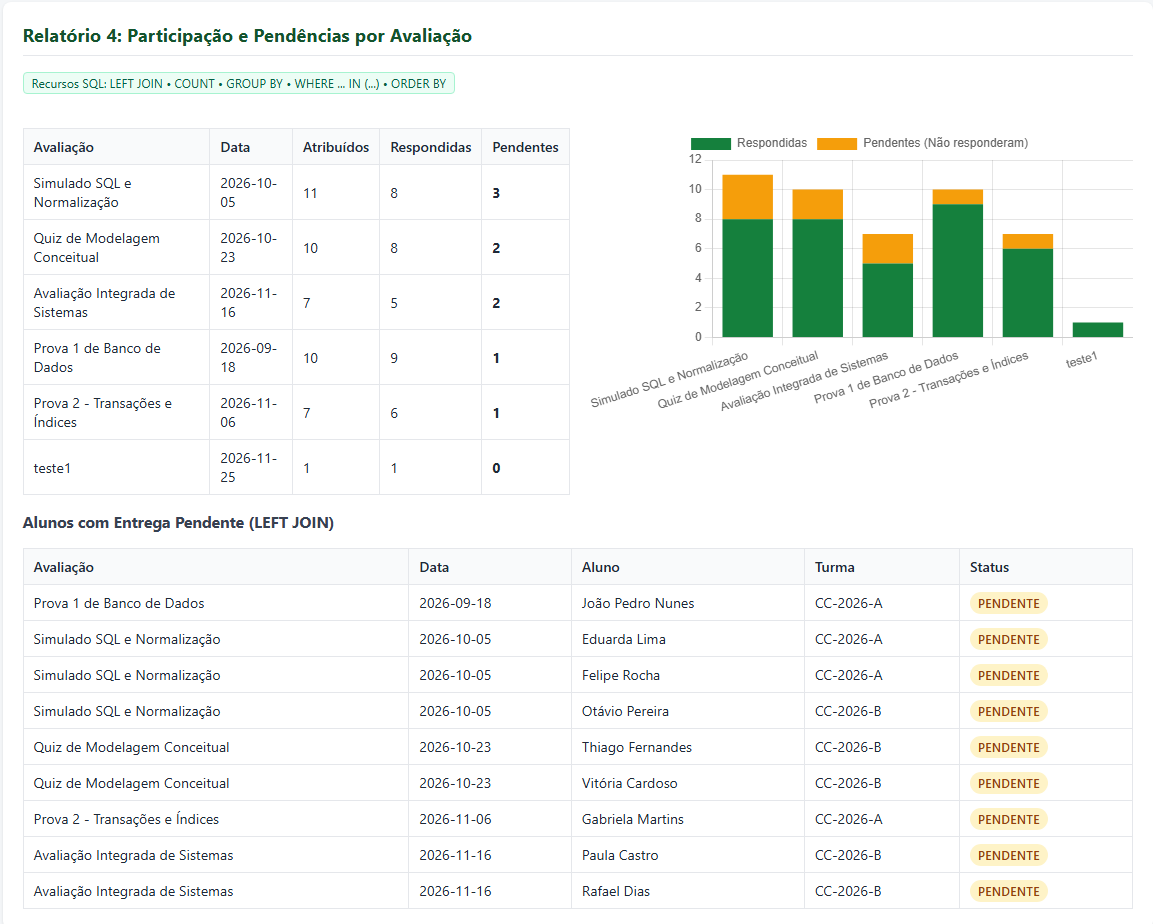 Relatório 4: Participação e Pendências por Avaliação
Recursos SQL: LEFT JOIN • COUNT • GROUP BY • WHERE ... IN (...) • ORDER BY
Avaliação Data Atribuídos Respondidas Pendentes
Simulado SQL e
Normalização
2026-10-
05
11 8 3
Quiz de Modelagem
Conceitual
2026-10-
23
10 8 2
Avaliação Integrada de
Sistemas
2026-11-
16
7 5 2
Prova 1 de Banco de
Dados
2026-09-
18
10 9 1
Prova 2 - Transações e
Índices
2026-11-
06
7 6 1
teste1
2026-11-
25
1 1 0
Respondidas Pendentes (Não responderam)
12
10
8
6
4
2
0
Simulado SQL e Normalização
Quiz de Modelagem Conceitual
Avaliação Integrada de Sistemas
Prova 1 de Banco de Dados
Prova 2 - Transações e Índices
teste1
Alunos com Entrega Pendente (LEFT JOIN)
Avaliação Data Aluno Turma Status
Prova 1 de Banco de Dados 2026-09-18 João Pedro Nunes CC-2026-A PENDENTE
Simulado SQL e Normalização 2026-10-05 Eduarda Lima CC-2026-A PENDENTE
Simulado SQL e Normalização 2026-10-05 Felipe Rocha CC-2026-A PENDENTE
Simulado SQL e Normalização 2026-10-05 Otávio Pereira CC-2026-B PENDENTE
Quiz de Modelagem Conceitual 2026-10-23 Thiago Fernandes CC-2026-B PENDENTE
Quiz de Modelagem Conceitual 2026-10-23 Vitória Cardoso CC-2026-B PENDENTE
Prova 2 - Transações e Índices 2026-11-06 Gabriela Martins CC-2026-A PENDENTE
Avaliação Integrada de Sistemas 2026-11-16 Paula Castro CC-2026-B PENDENTE
Avaliação Integrada de Sistemas 2026-11-16 Rafael Dias CC-2026-B PENDENTE